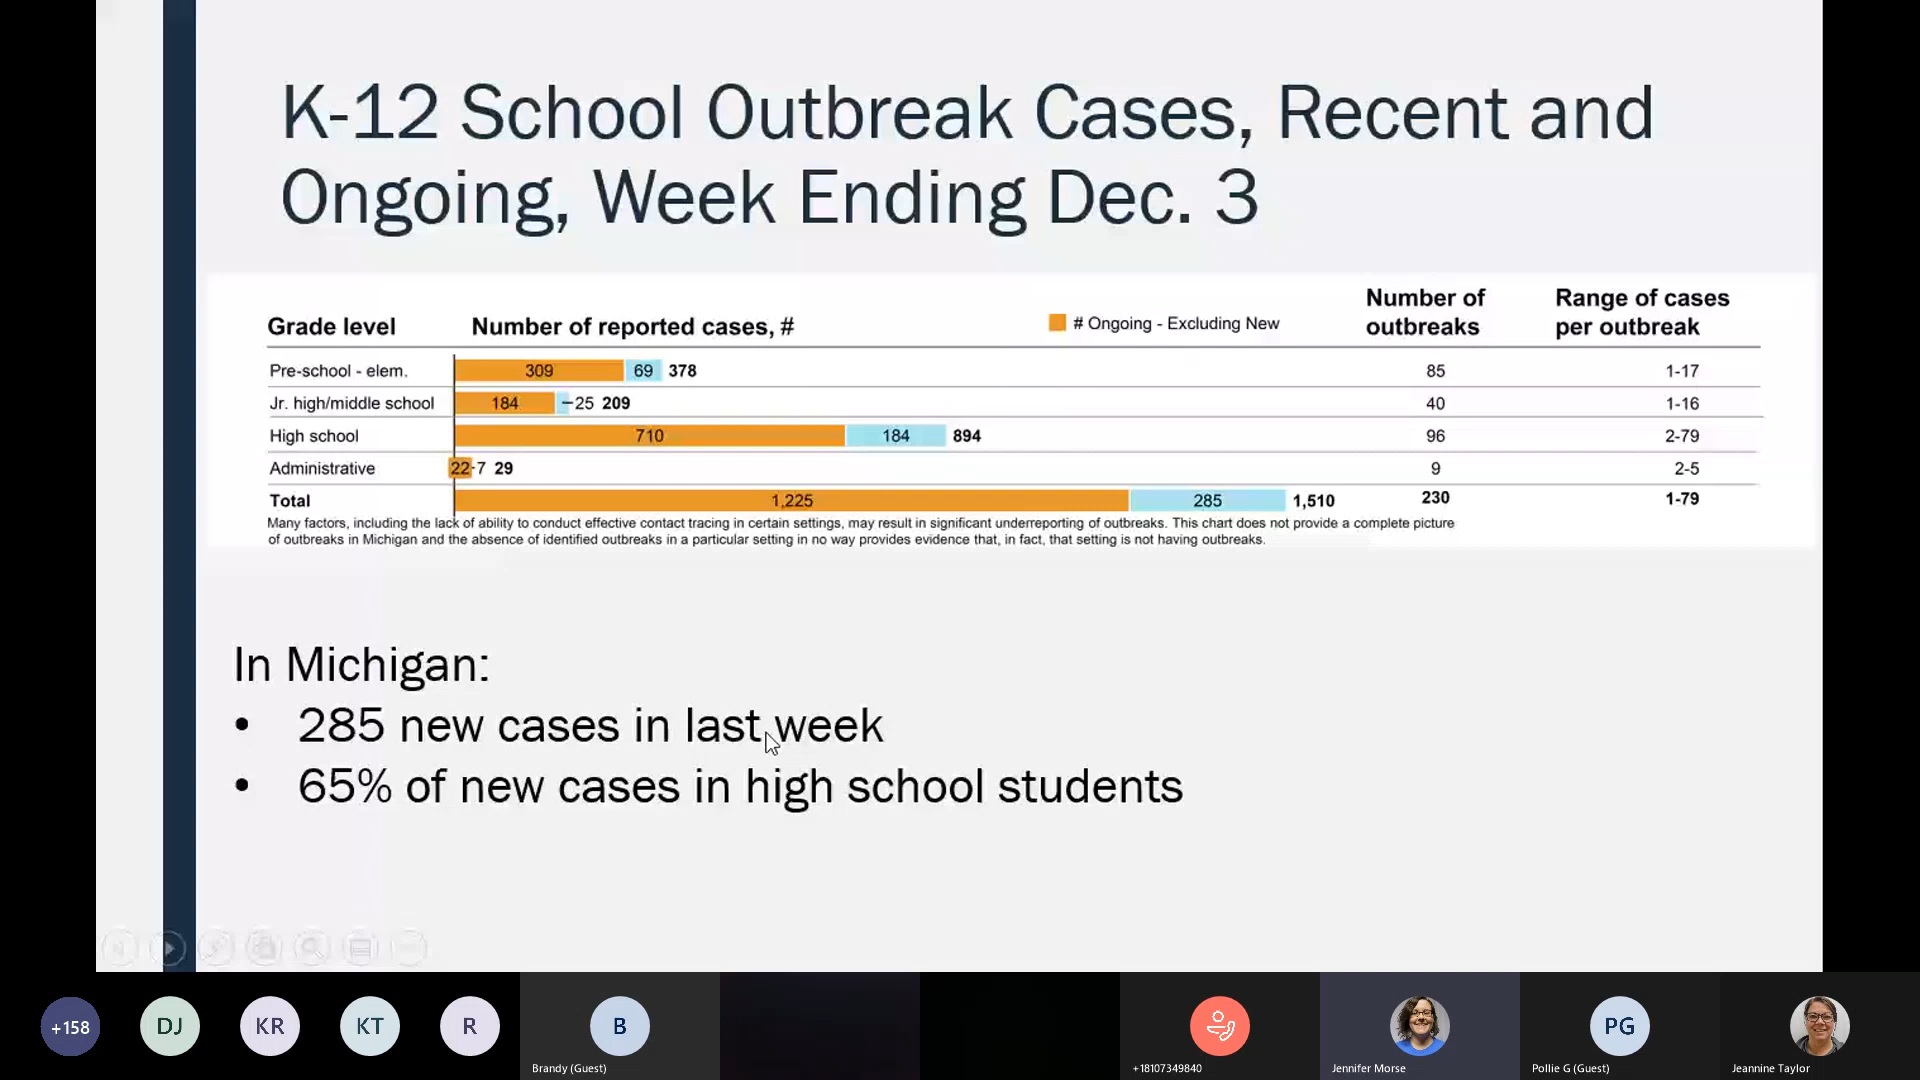 K-12 School Outbreak Cases, Recent and
Ongoing, Week Ending Dec. 3
Grade level Number of reported cases, # # Ongoing - Excluding New Number of outbreaks Range of cases per outbreak
Pre-school - elem. 309 69 378 85 1-17
Jr. high/middle school 184 25 209 40 1-16
High school 710 184 894 96 2-79
Administrative 22 7 29 9 2-5
Total 1,225 285 1,510 230 1-79
Many factors, including the lack of ability to conduct effective contact tracing in certain settings, may result in significant underreporting of outbreaks. This chart does not provide a complete picture
of outbreaks in Michigan and the absence of identified outbreaks in a particular setting in no way provides evidence that, in fact, that setting is not having outbreaks.
In Michigan:
• 285 new cases in last week
• 65% of new cases in high school students
+158 DJ KR KT R B PG
Brandy (Guest) +18107349840 Jennifer Morse Pollie G (Guest) Jeannine Taylor